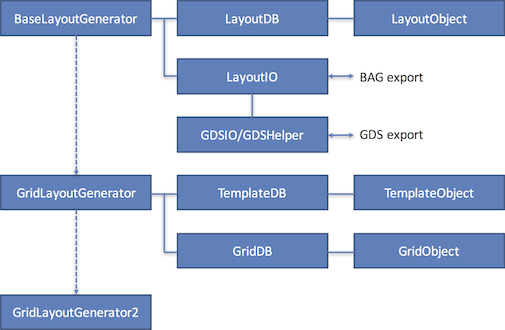 BaseLayoutGenerator
LayoutDB
LayoutObject
LayoutIO
BAG export
GDSIO/GDSHelper
GDS export
GridLayoutGenerator
TemplateDB
TemplateObject
GridDB
GridObject
GridLayoutGenerator2